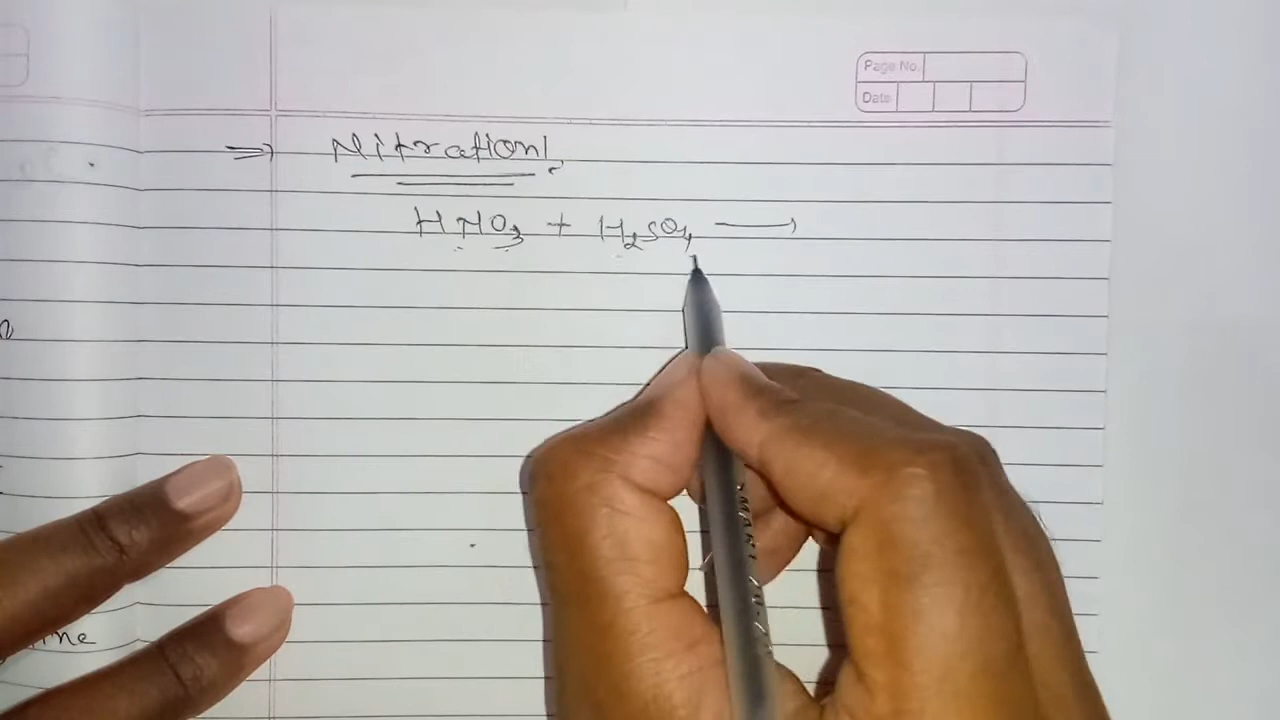 Page No.
Date
⇒ Nitration!
HNO3 + H2SO4 ⟶